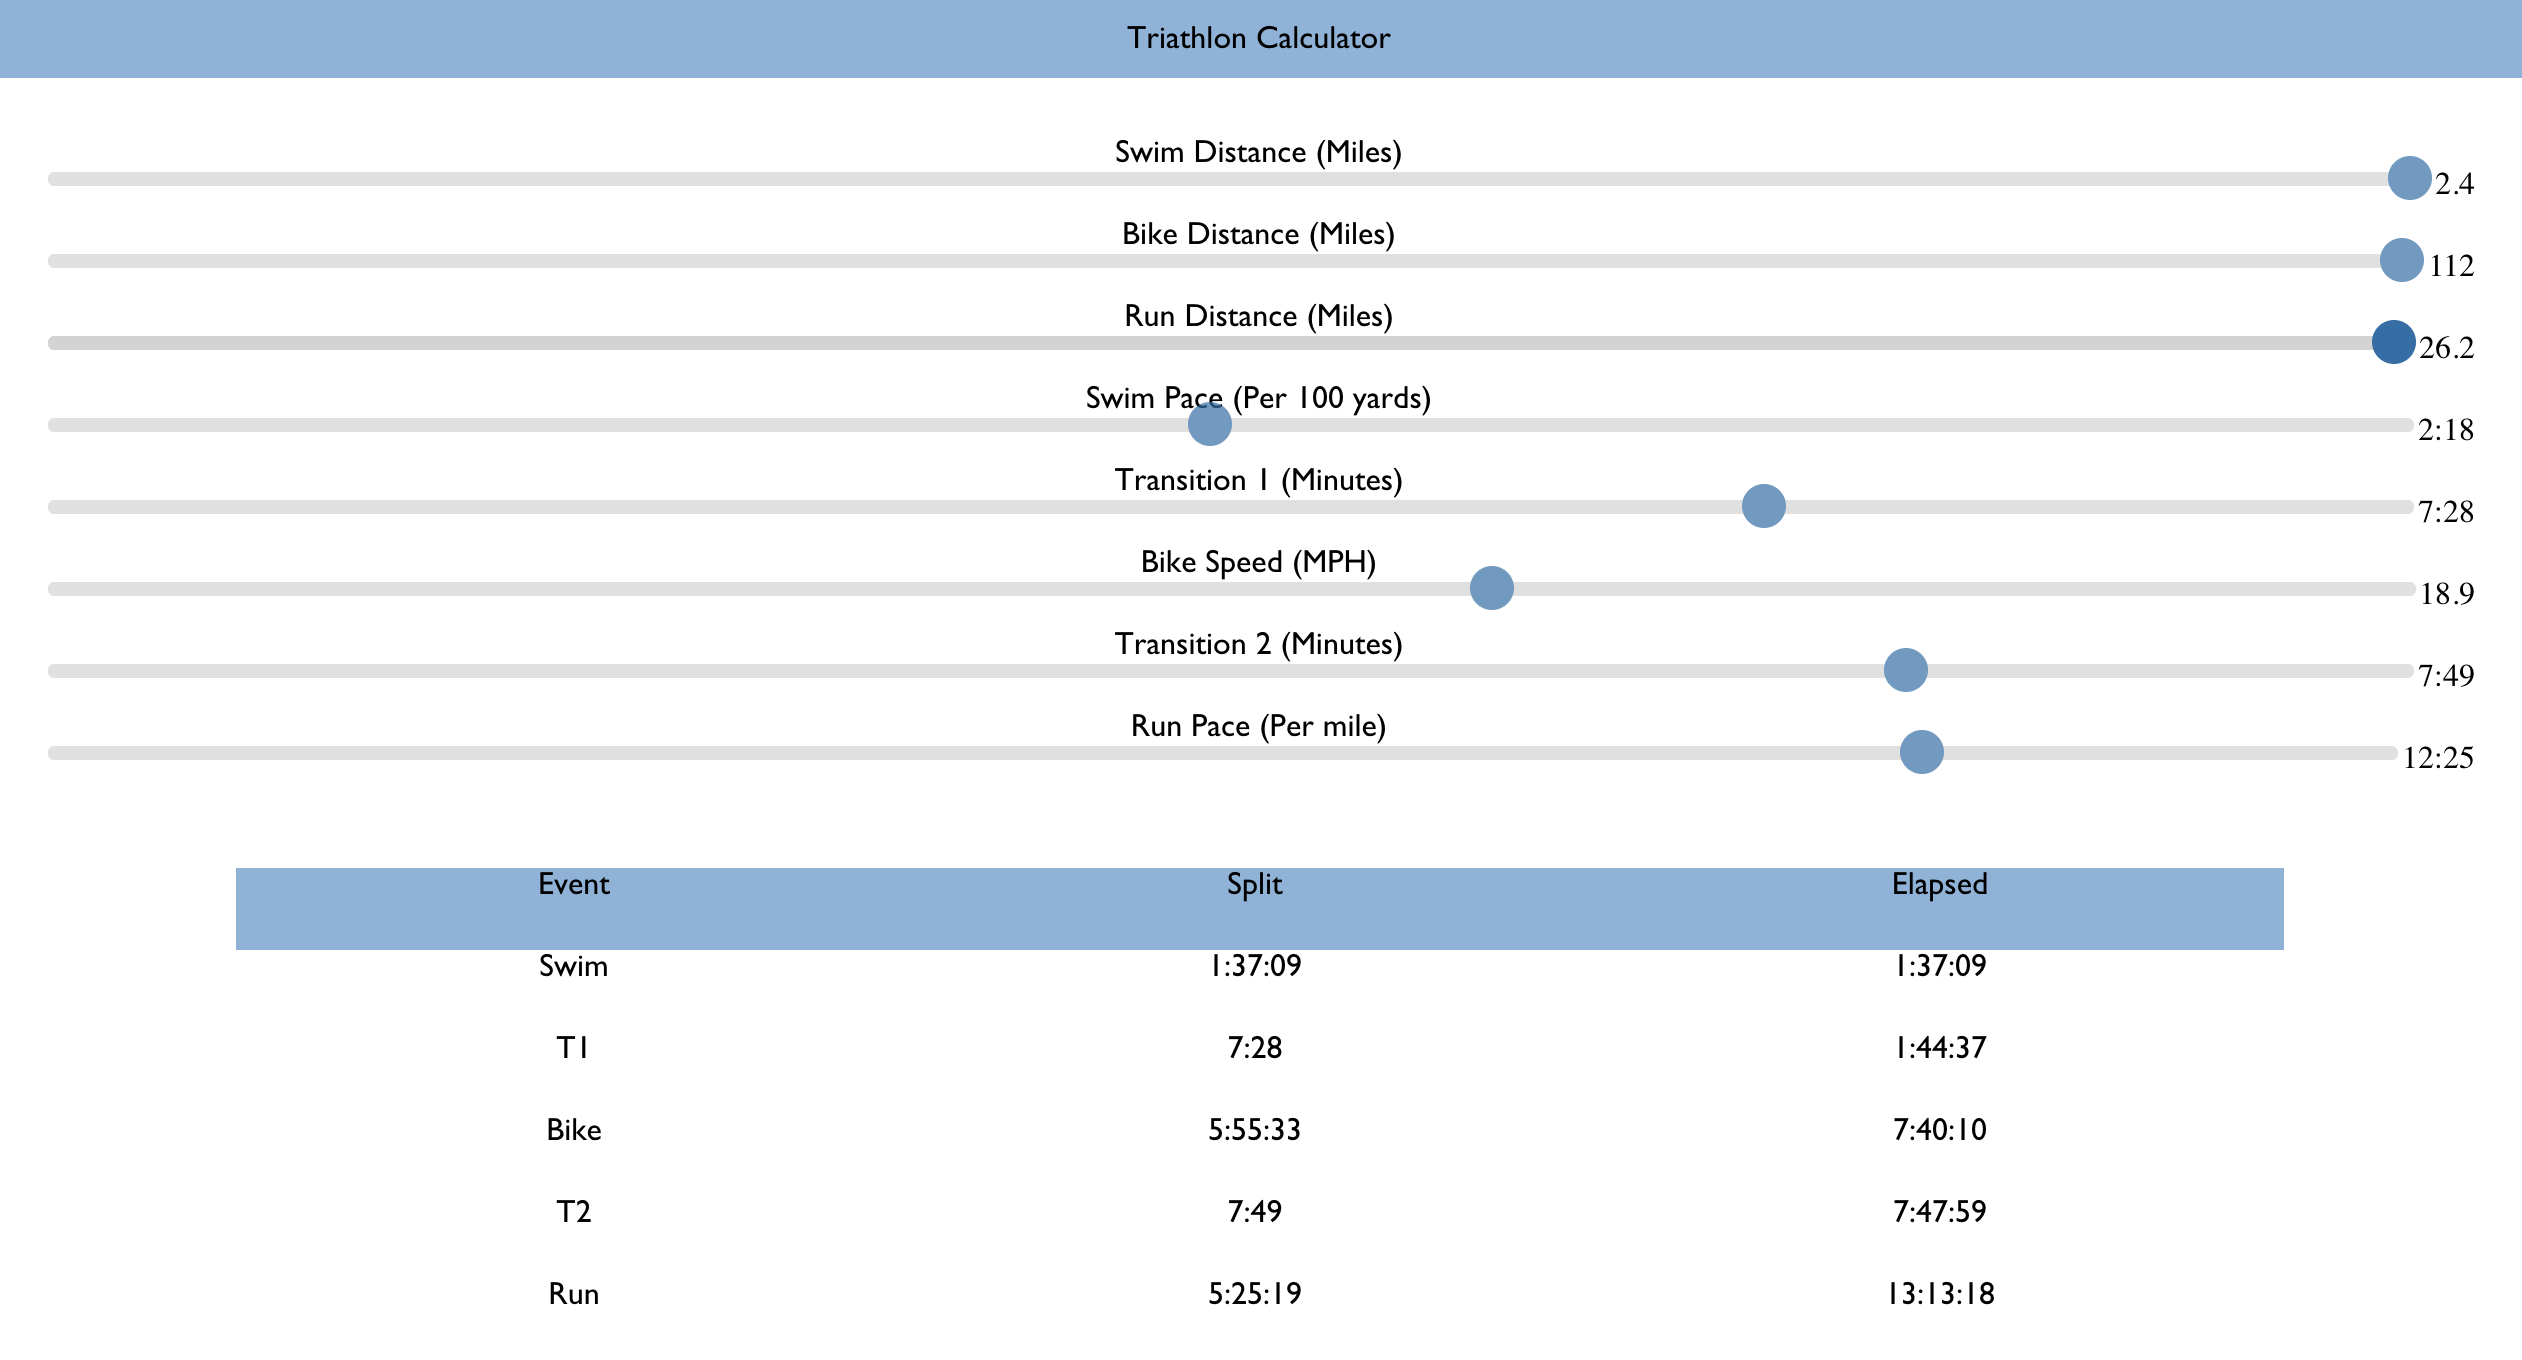 Triathlon Calculator
Swim Distance (Miles)
2.4
Bike Distance (Miles)
112
Run Distance (Miles)
26.2
Swim Pace (Per 100 yards)
2:18
Transition 1 (Minutes)
7:28
Bike Speed (MPH)
18.9
Transition 2 (Minutes)
7:49
Run Pace (Per mile)
12:25
Event Split Elapsed
Swim 1:37:09 1:37:09
T1 7:28 1:44:37
Bike 5:55:33 7:40:10
T2 7:49 7:47:59
Run 5:25:19 13:13:18